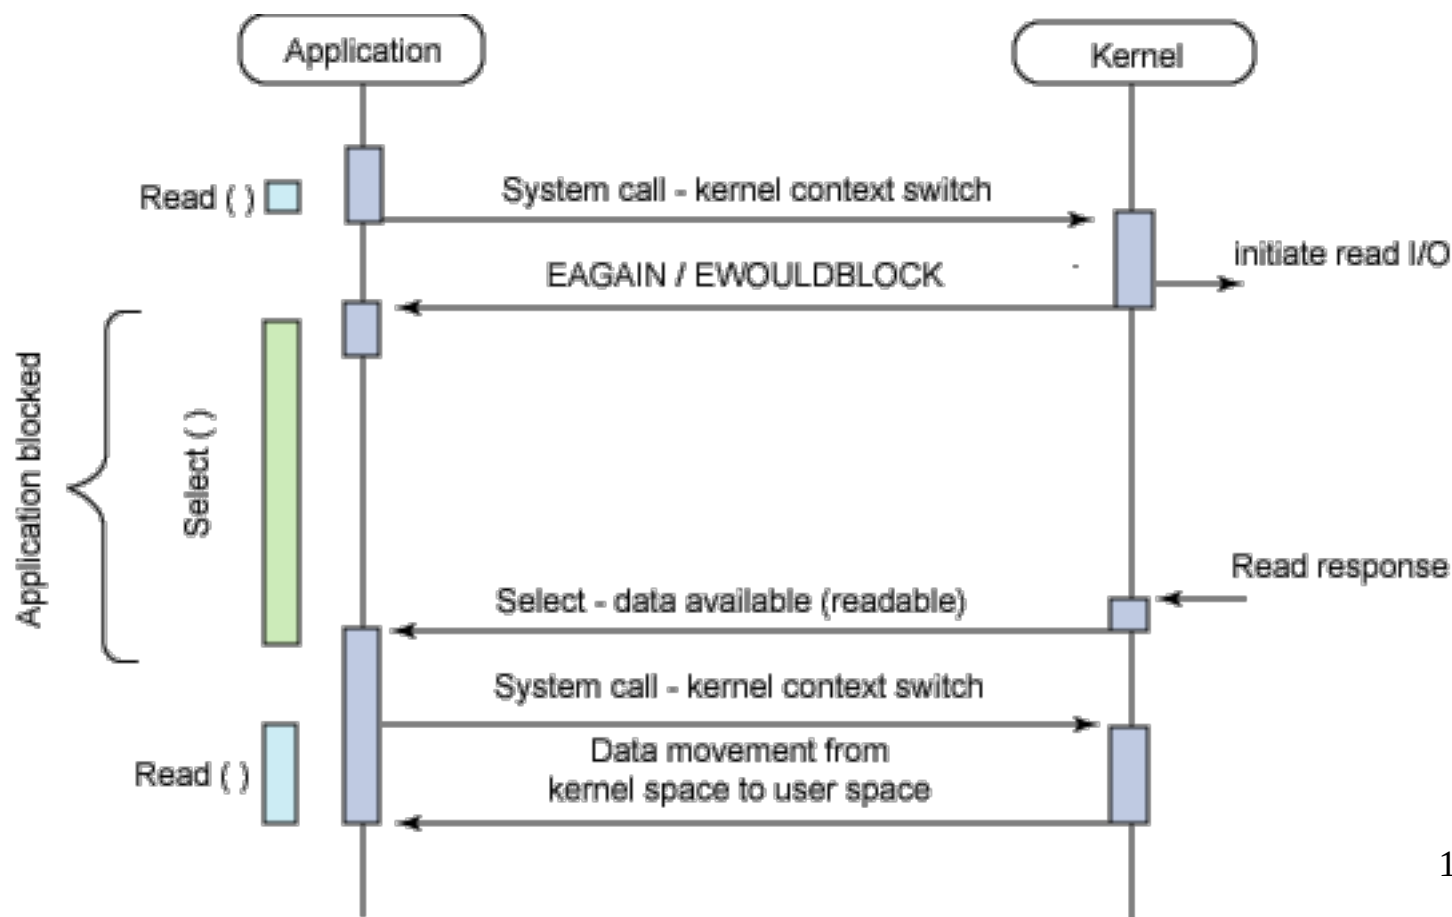 Application
Kernel
Read ( )
System call - kernel context switch
initiate read I/O
EAGAIN / EWOULDBLOCK
Application blocked
Select ( )
Read response
Select - data available (readable)
System call - kernel context switch
Read ( )
Data movement from
kernel space to user space
1